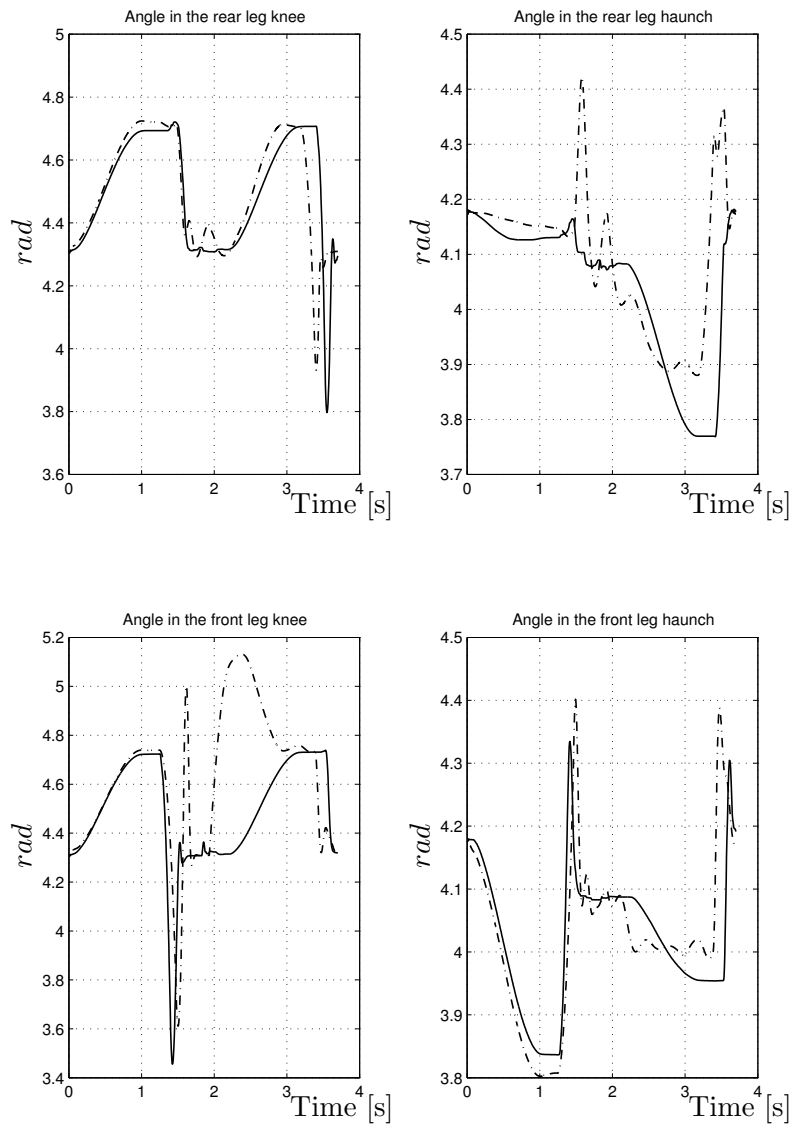 Angle in the rear leg knee
5
4.8
4.6
4.4
4.2
4
3.8
3.6
rad
0 1 2 3 4
Time [s]
Angle in the rear leg haunch
4.5
4.4
4.3
4.2
4.1
4
3.9
3.8
3.7
rad
0 1 2 3 4
Time [s]
Angle in the front leg knee
5.2
5
4.8
4.6
4.4
4.2
4
3.8
3.6
3.4
rad
0 1 2 3 4
Time [s]
Angle in the front leg haunch
4.5
4.4
4.3
4.2
4.1
4
3.9
3.8
rad
0 1 2 3 4
Time [s]